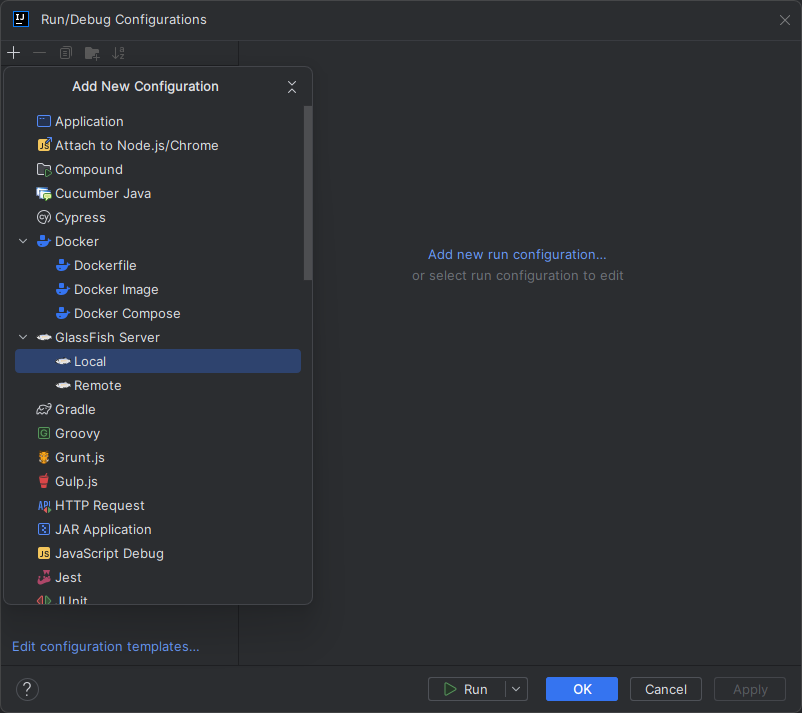 Run/Debug Configurations
Add New Configuration
Application
Attach to Node.js/Chrome
Compound
Cucumber Java
Cypress
Docker
Dockerfile
Docker Image
Docker Compose
GlassFish Server
Local
Remote
Gradle
Groovy
Grunt.js
Gulp.js
HTTP Request
JAR Application
JavaScript Debug
Jest
JUnit
Add new run configuration...
or select run configuration to edit
Edit configuration templates...
? Run OK Cancel Apply